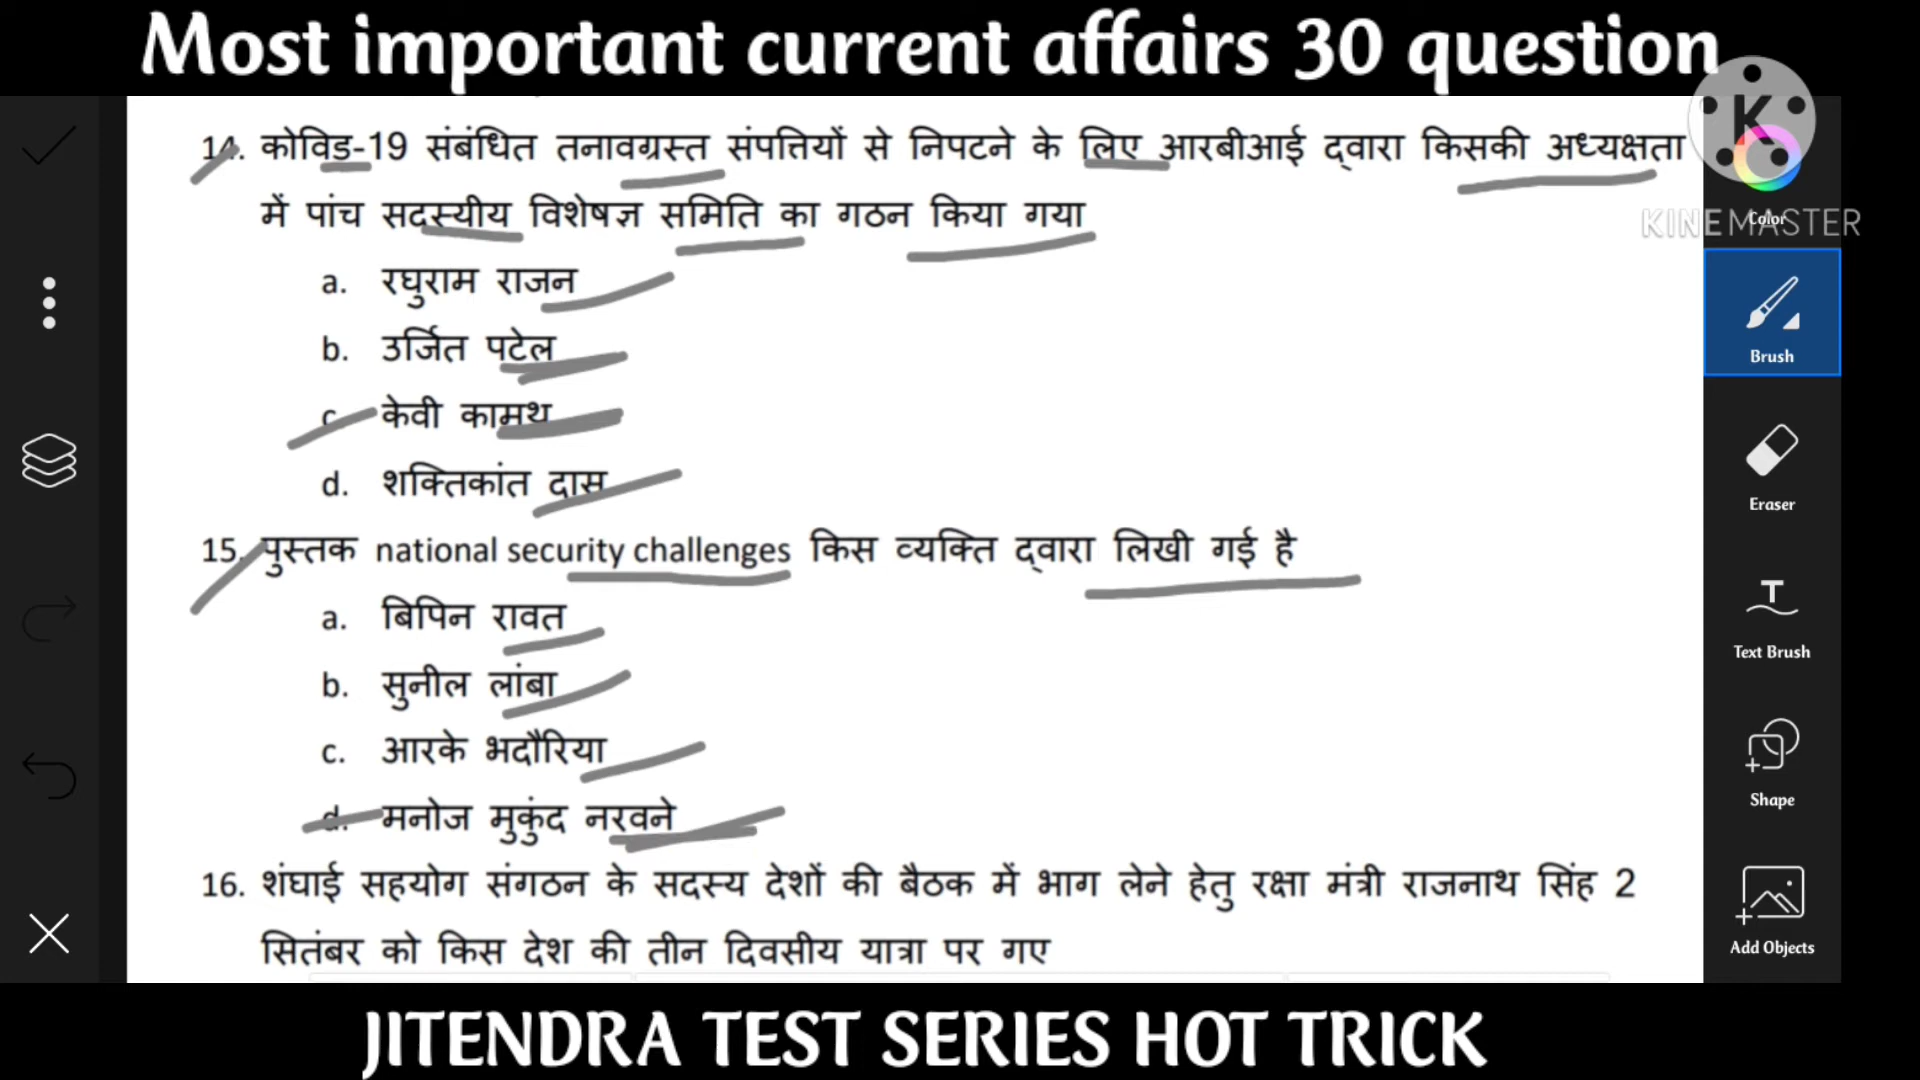 Most important current affairs 30 question
14. कोविड-19 संबंधित तनावग्रस्त संपत्तियों से निपटने के लिए आरबीआई द्वारा किसकी अध्यक्षता
में पांच सदस्यीय विशेषज्ञ समिति का गठन किया गया
a. रघुराम राजन
b. उर्जित पटेल
c. केवी कामथ
d. शक्तिकांत दास
15. पुस्तक national security challenges किस व्यक्ति द्वारा लिखी गई है
a. बिपिन रावत
b. सुनील लांबा
c. आरके भदौरिया
d. मनोज मुकुंद नरवने
16. शंघाई सहयोग संगठन के सदस्य देशों की बैठक में भाग लेने हेतु रक्षा मंत्री राजनाथ सिंह 2
सितंबर को किस देश की तीन दिवसीय यात्रा पर गए
K
KINEMASTER
Color
Brush
Eraser
Text Brush
Shape
Add Objects
JITENDRA TEST SERIES HOT TRICK